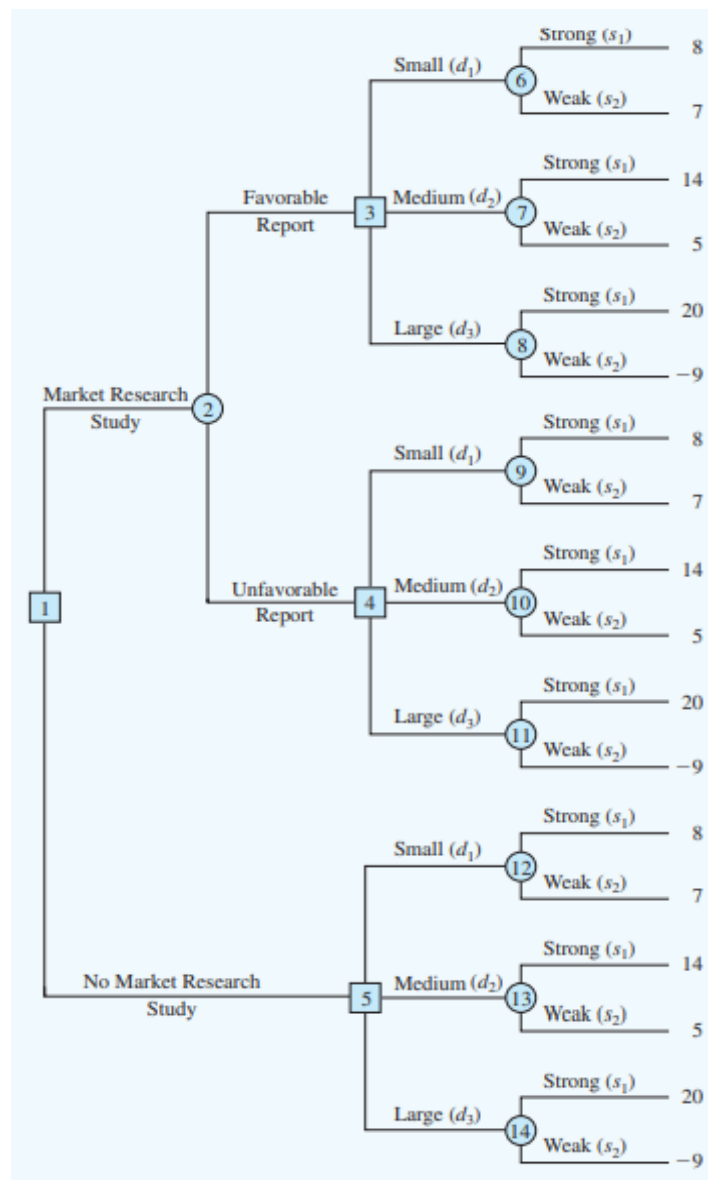 Strong (s₁) 8
Small (d₁) 6
Weak (s₂) 7
Strong (s₁) 14
Favorable Report 3 Medium (d₂) 7
Weak (s₂) 5
Strong (s₁) 20
Large (d₃) 8
Weak (s₂) −9
Market Research Study 2
Strong (s₁) 8
Small (d₁) 9
Weak (s₂) 7
Strong (s₁) 14
1 Unfavorable Report 4 Medium (d₂) 10
Weak (s₂) 5
Strong (s₁) 20
Large (d₃) 11
Weak (s₂) −9
Strong (s₁) 8
Small (d₁) 12
Weak (s₂) 7
Strong (s₁) 14
No Market Research Study 5 Medium (d₂) 13
Weak (s₂) 5
Strong (s₁) 20
Large (d₃) 14
Weak (s₂) −9